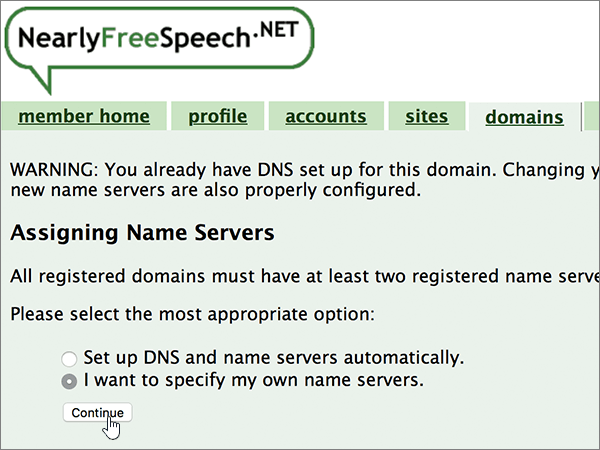 NearlyFreeSpeech.NET
member home profile accounts sites domains
WARNING: You already have DNS set up for this domain. Changing
new name servers are also properly configured.
Assigning Name Servers
All registered domains must have at least two registered name
Please select the most appropriate option:
Set up DNS and name servers automatically.
I want to specify my own name servers.
Continue